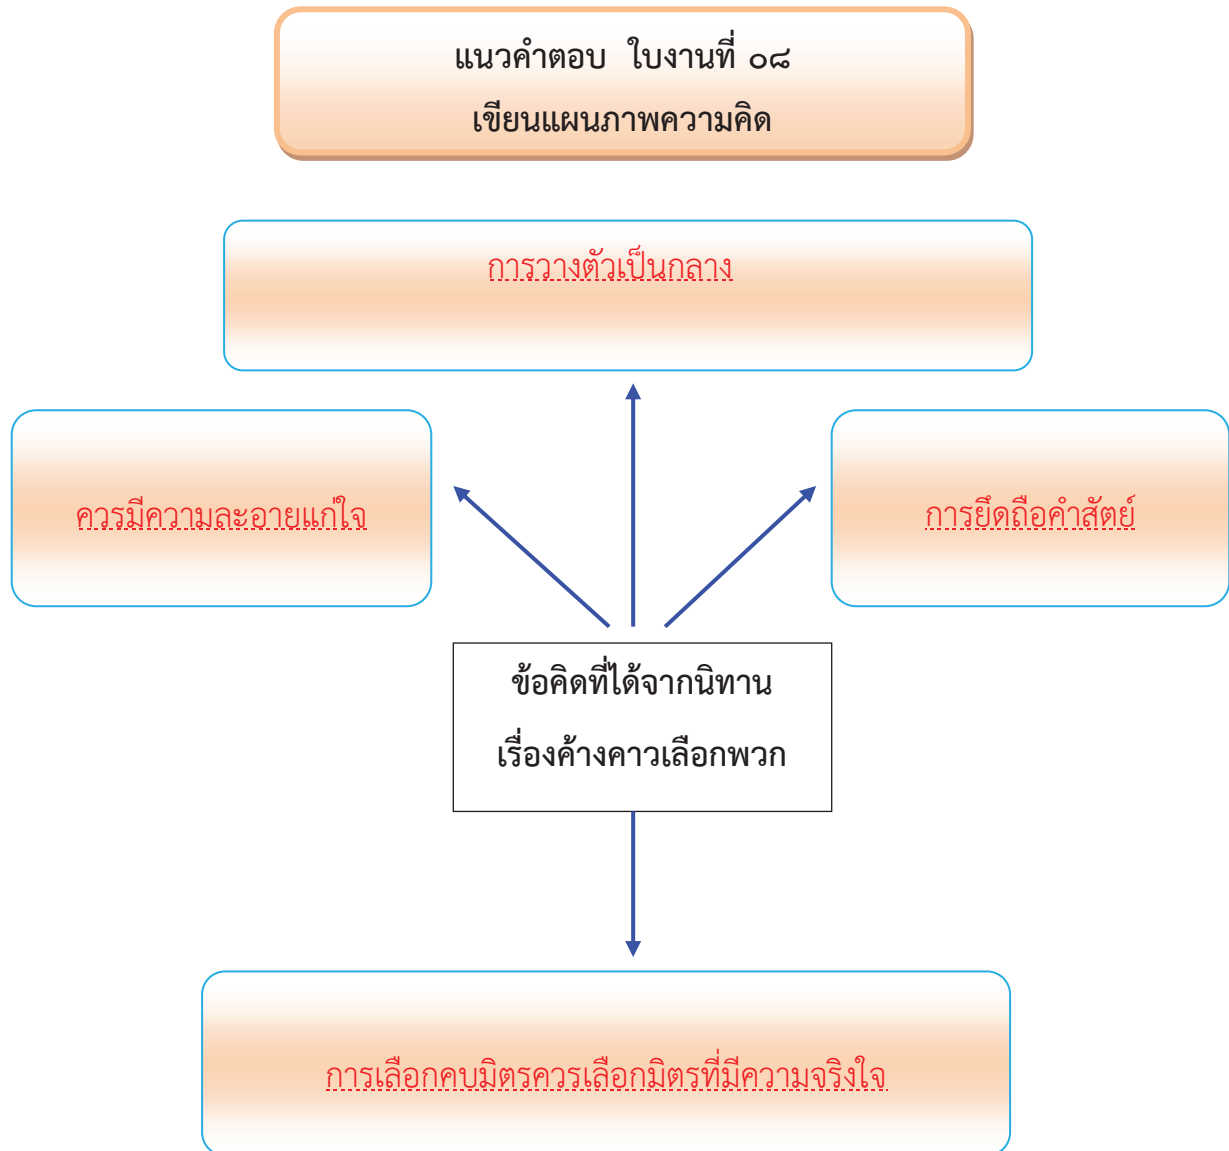 แนวคำตอบ ใบงานที่ ๐๘
เขียนแผนภาพความคิด
การวางตัวเป็นกลาง
ควรมีความละอายแก่ใจ
การยึดถือคำสัตย์
ข้อคิดที่ได้จากนิทาน
เรื่องค้างคาวเลือกพวก
การเลือกคบมิตรควรเลือกมิตรที่มีความจริงใจ